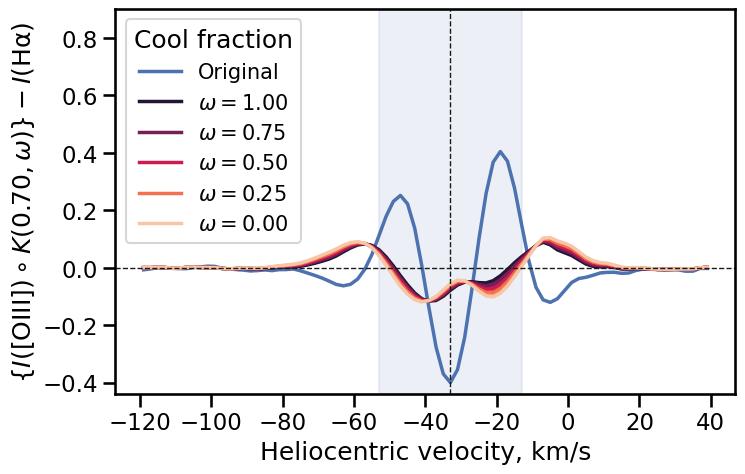 Cool fraction
Original
ω = 1.00
ω = 0.75
ω = 0.50
ω = 0.25
ω = 0.00
{I([OIII]) ∘ K(0.70, ω)} − I(Hα)
0.8
0.6
0.4
0.2
0.0
−0.2
−0.4
−120 −100 −80 −60 −40 −20 0 20 40
Heliocentric velocity, km/s